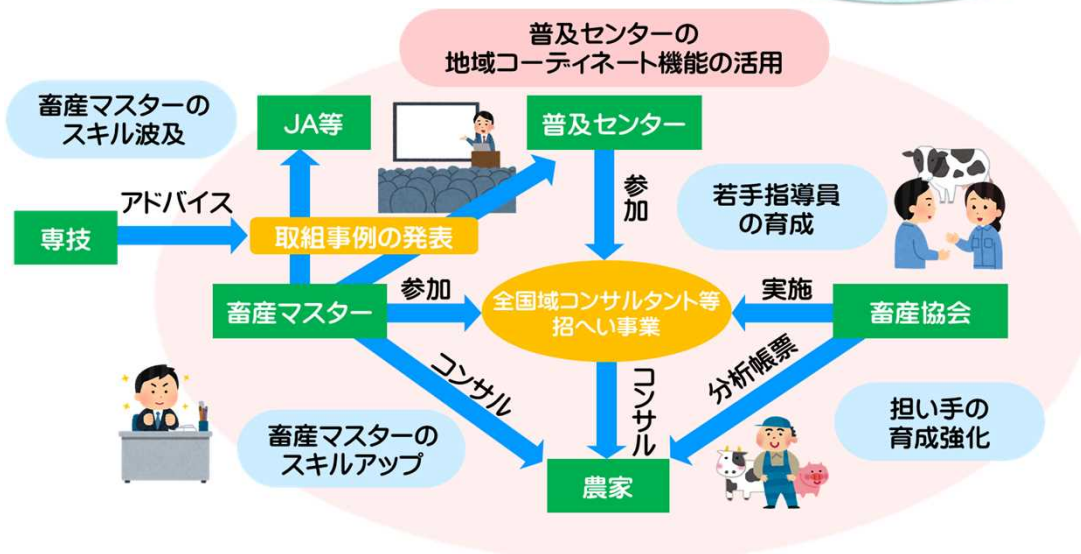 普及センターの
地域コーディネート機能の活用
畜産マスターの
スキル波及
JA等
普及センター
アドバイス
参加
若手指導員
の育成
専技
取組事例の発表
畜産マスター
参加
全国域コンサルタント等
招へい事業
実施
畜産協会
コンサル
コンサル
分析帳票
畜産マスターの
スキルアップ
担い手の
育成強化
農家